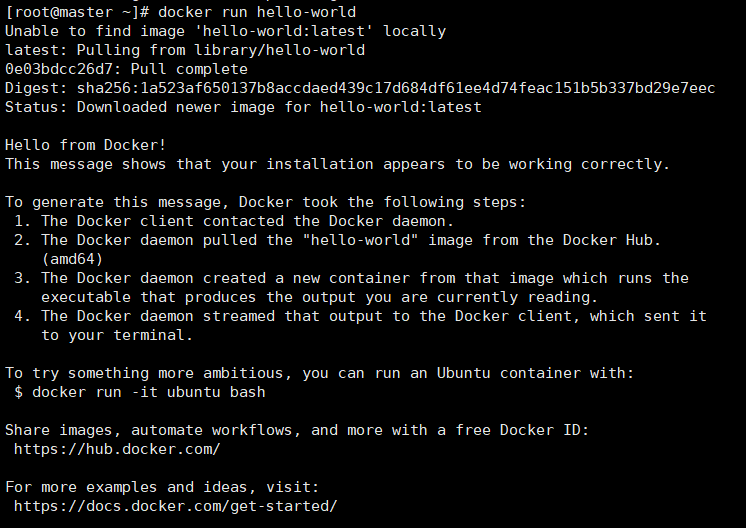 [root@master ~]# docker run hello-world
Unable to find image 'hello-world:latest' locally
latest: Pulling from library/hello-world
0e03bdcc26d7: Pull complete
Digest: sha256:1a523af650137b8accdaed439c17d684df61ee4d74feac151b5b337bd29e7eec
Status: Downloaded newer image for hello-world:latest

Hello from Docker!
This message shows that your installation appears to be working correctly.

To generate this message, Docker took the following steps:
 1. The Docker client contacted the Docker daemon.
 2. The Docker daemon pulled the "hello-world" image from the Docker Hub.
    (amd64)
 3. The Docker daemon created a new container from that image which runs the
    executable that produces the output you are currently reading.
 4. The Docker daemon streamed that output to the Docker client, which sent it
    to your terminal.

To try something more ambitious, you can run an Ubuntu container with:
 $ docker run -it ubuntu bash

Share images, automate workflows, and more with a free Docker ID:
 https://hub.docker.com/

For more examples and ideas, visit:
 https://docs.docker.com/get-started/